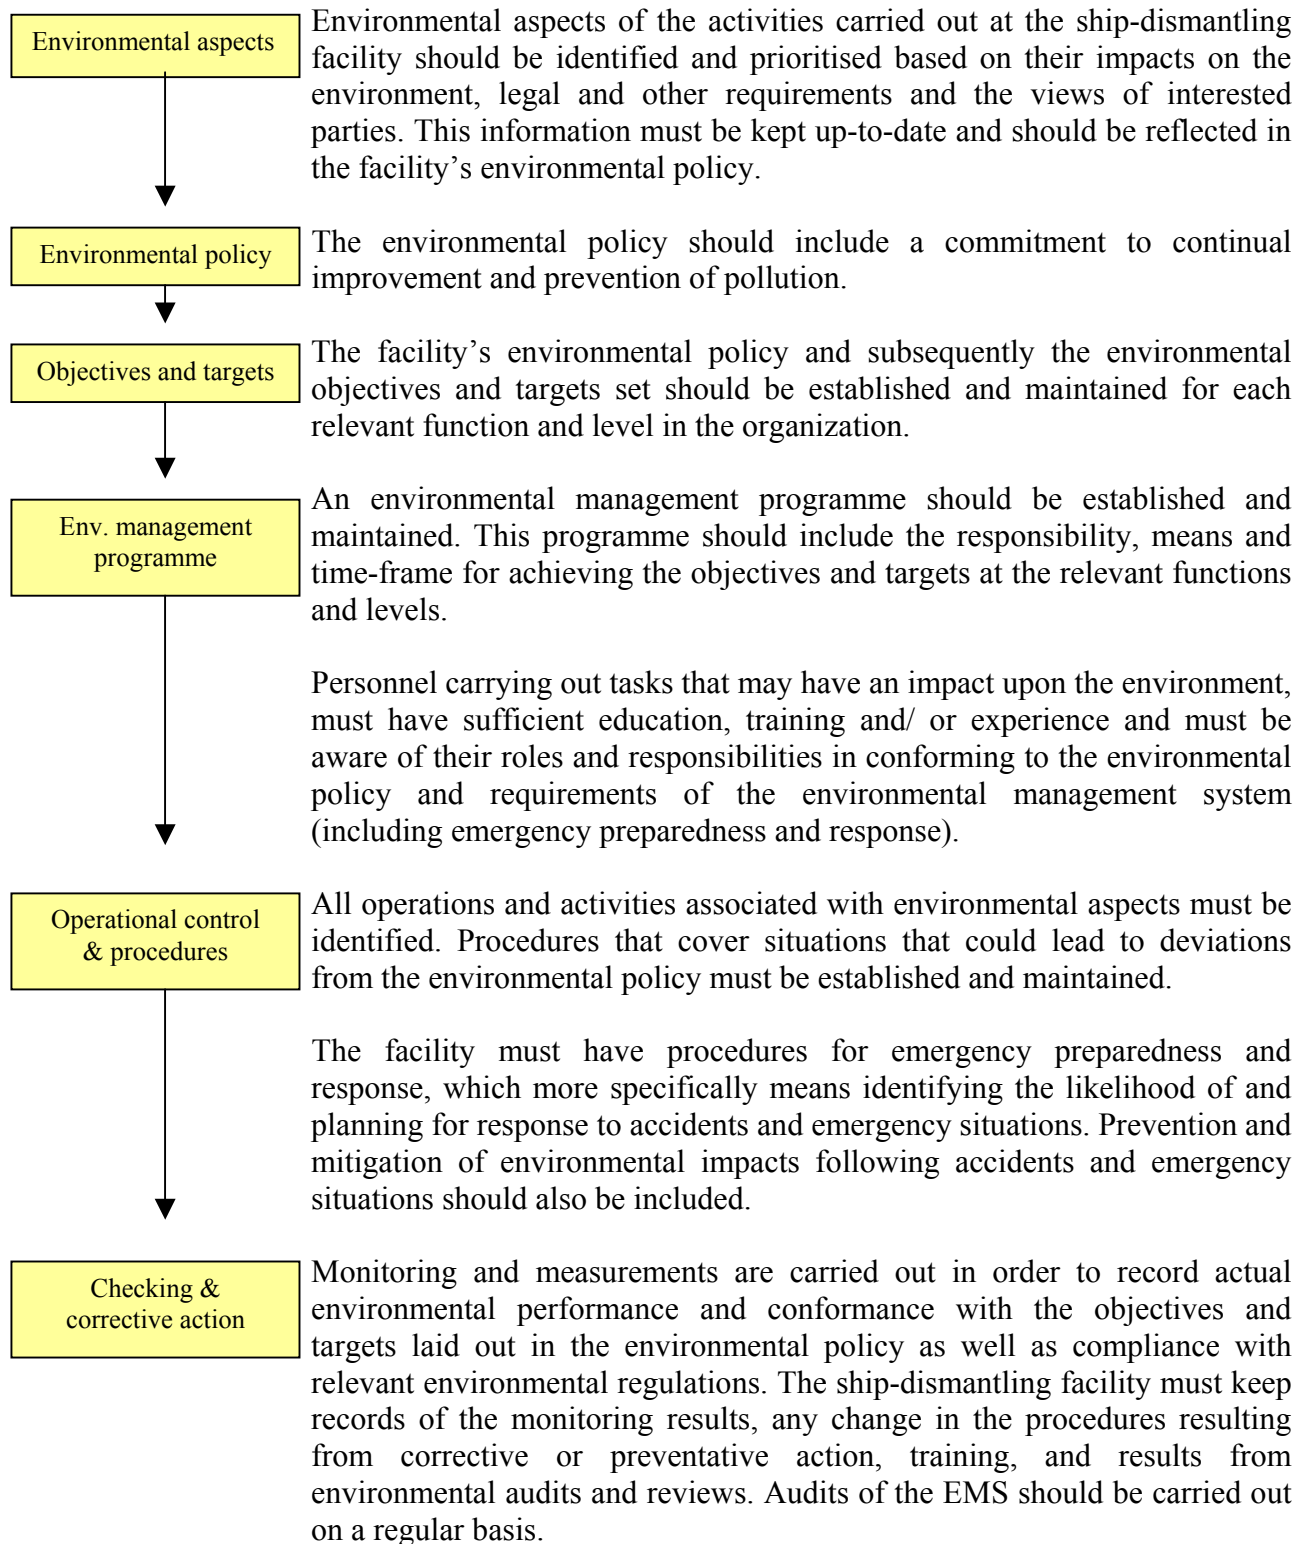 Environmental aspects
Environmental aspects of the activities carried out at the ship-dismantling
facility should be identified and prioritised based on their impacts on the
environment, legal and other requirements and the views of interested
parties. This information must be kept up-to-date and should be reflected in
the facility’s environmental policy.
Environmental policy
The environmental policy should include a commitment to continual
improvement and prevention of pollution.
Objectives and targets
The facility’s environmental policy and subsequently the environmental
objectives and targets set should be established and maintained for each
relevant function and level in the organization.
Env. management
programme
An environmental management programme should be established and
maintained. This programme should include the responsibility, means and
time-frame for achieving the objectives and targets at the relevant functions
and levels.
Personnel carrying out tasks that may have an impact upon the environment,
must have sufficient education, training and/ or experience and must be
aware of their roles and responsibilities in conforming to the environmental
policy and requirements of the environmental management system
(including emergency preparedness and response).
Operational control
& procedures
All operations and activities associated with environmental aspects must be
identified. Procedures that cover situations that could lead to deviations
from the environmental policy must be established and maintained.
The facility must have procedures for emergency preparedness and
response, which more specifically means identifying the likelihood of and
planning for response to accidents and emergency situations. Prevention and
mitigation of environmental impacts following accidents and emergency
situations should also be included.
Checking &
corrective action
Monitoring and measurements are carried out in order to record actual
environmental performance and conformance with the objectives and
targets laid out in the environmental policy as well as compliance with
relevant environmental regulations. The ship-dismantling facility must keep
records of the monitoring results, any change in the procedures resulting
from corrective or preventative action, training, and results from
environmental audits and reviews. Audits of the EMS should be carried out
on a regular basis.